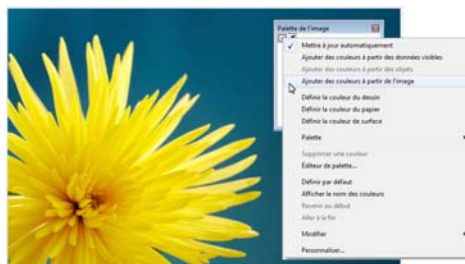 Palette de l'image
Mettre à jour automatiquement
Ajouter des couleurs à partir des données visibles
Ajouter des couleurs à partir des objets
Ajouter des couleurs à partir de l'image
Définir la couleur du dessin
Définir la couleur du papier
Définir la couleur de surface
Palette
Supprimer une couleur
Éditeur de palette...
Définir par défaut
Afficher le nom des couleurs
Revenir au début
Aller à la fin
Modifier
Personnaliser...